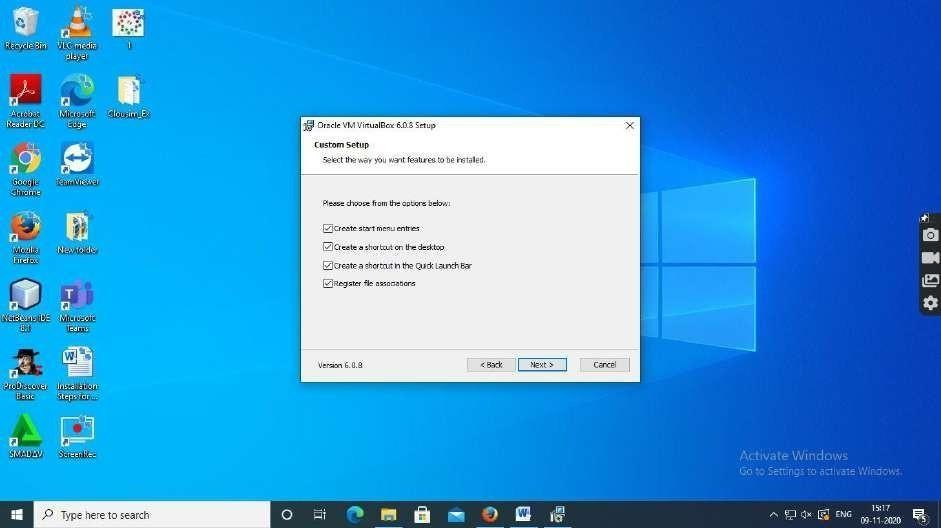 Recycle Bin
VLC media
player
1
Acrobat
Reader DC
Microsoft
Edge
Clousim_Ex
Google
Chrome
TeamViewer
Mozilla
Firefox
New folder
NetBeans IDE
8.1
Microsoft
Teams
ProDiscover
Basic
Installation
Steps for ...
SMADΔV
ScreenRec
Oracle VM VirtualBox 6.0.8 Setup
Custom Setup
Select the way you want features to be installed.
Please choose from the options below:
Create start menu entries
Create a shortcut on the desktop
Create a shortcut in the Quick Launch Bar
Register file associations
Version 6.0.8
< Back
Next >
Cancel
Activate Windows
Go to Settings to activate Windows.
Type here to search
ENG
15:17
09-11-2020
5